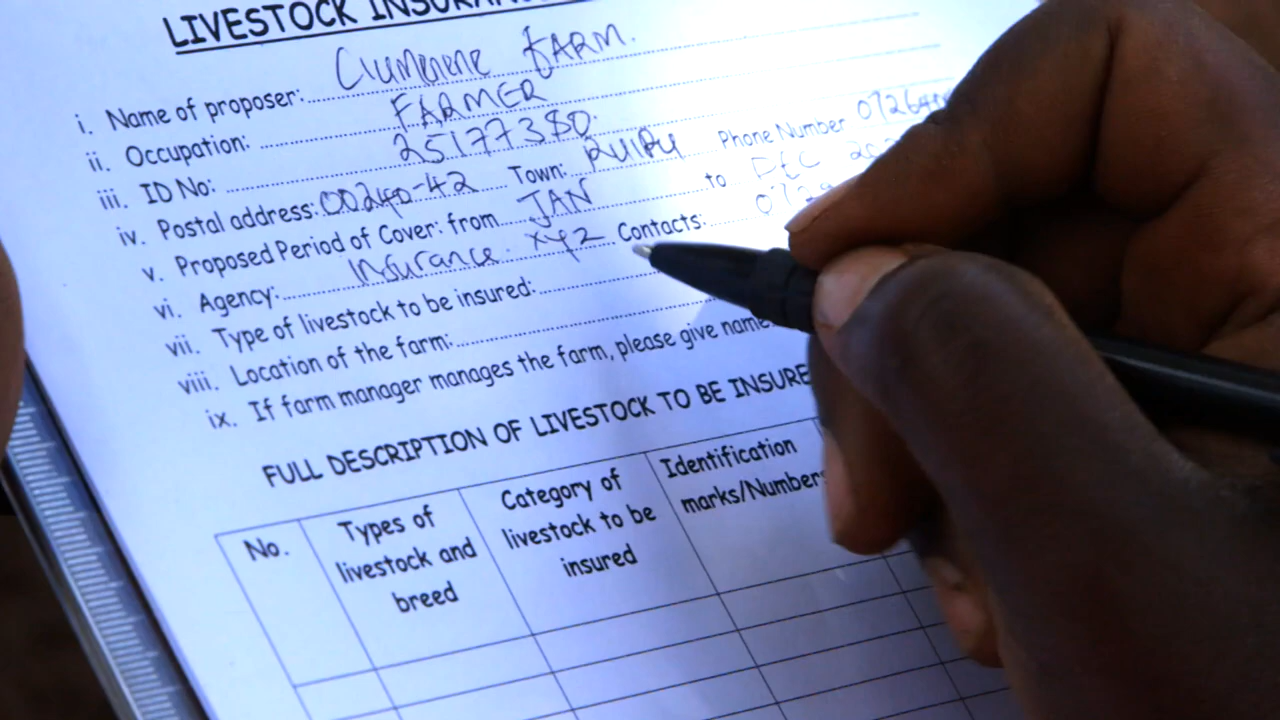 LIVESTOCK INSURAN
i. Name of proposer: FARM.
ii. Occupation: FARMER
iii. ID No: 25177380.
iv. Postal address: 00240-42 Town: RUIRU Phone Number 07264
v. Proposed Period of Cover: from JAN to DEC
vi. Agency: Insurance xyz Contacts: 072
vii. Type of livestock to be insured:
viii. Location of the farm:
ix. If farm manager manages the farm, please give name
FULL DESCRIPTION OF LIVESTOCK TO BE INSURE
No. Types of livestock and breed Category of livestock to be insured Identification marks/Numbers